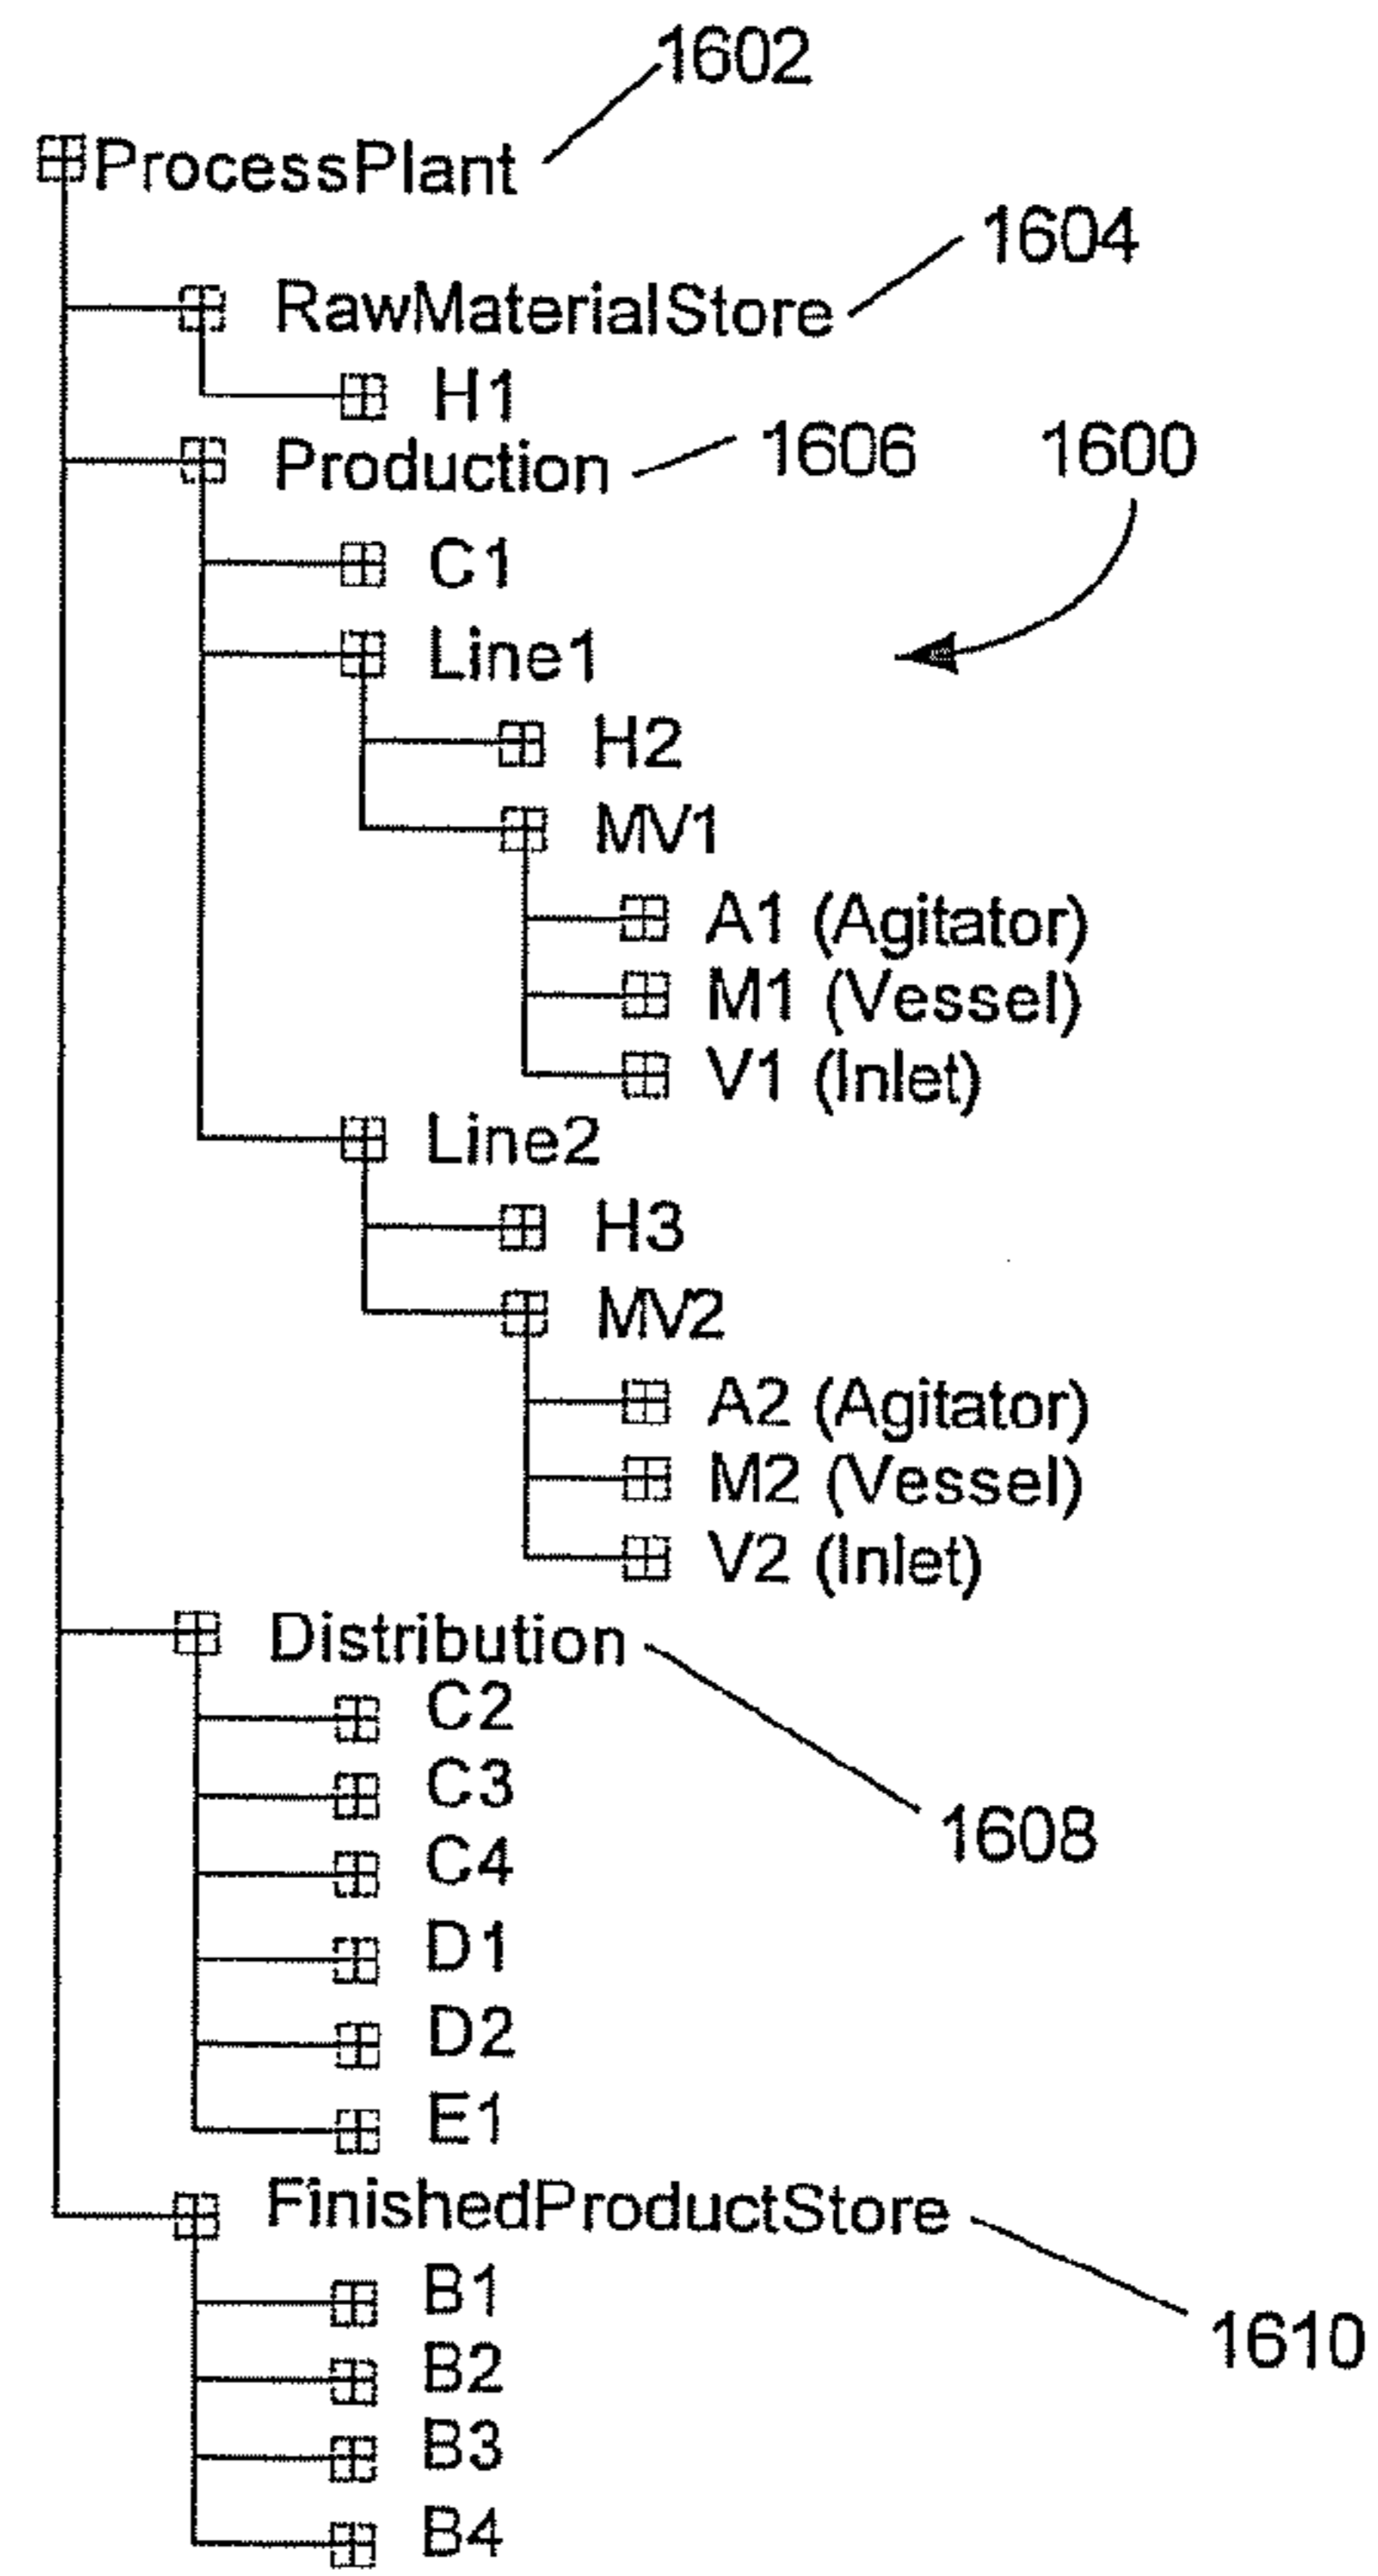 1602
ProcessPlant
1604
RawMaterialStore
H1
Production 1606 1600
C1
Line1
H2
MV1
A1 (Agitator)
M1 (Vessel)
V1 (Inlet)
Line2
H3
MV2
A2 (Agitator)
M2 (Vessel)
V2 (Inlet)
Distribution
C2
C3
1608
C4
D1
D2
E1
FinishedProductStore
B1
1610
B2
B3
B4